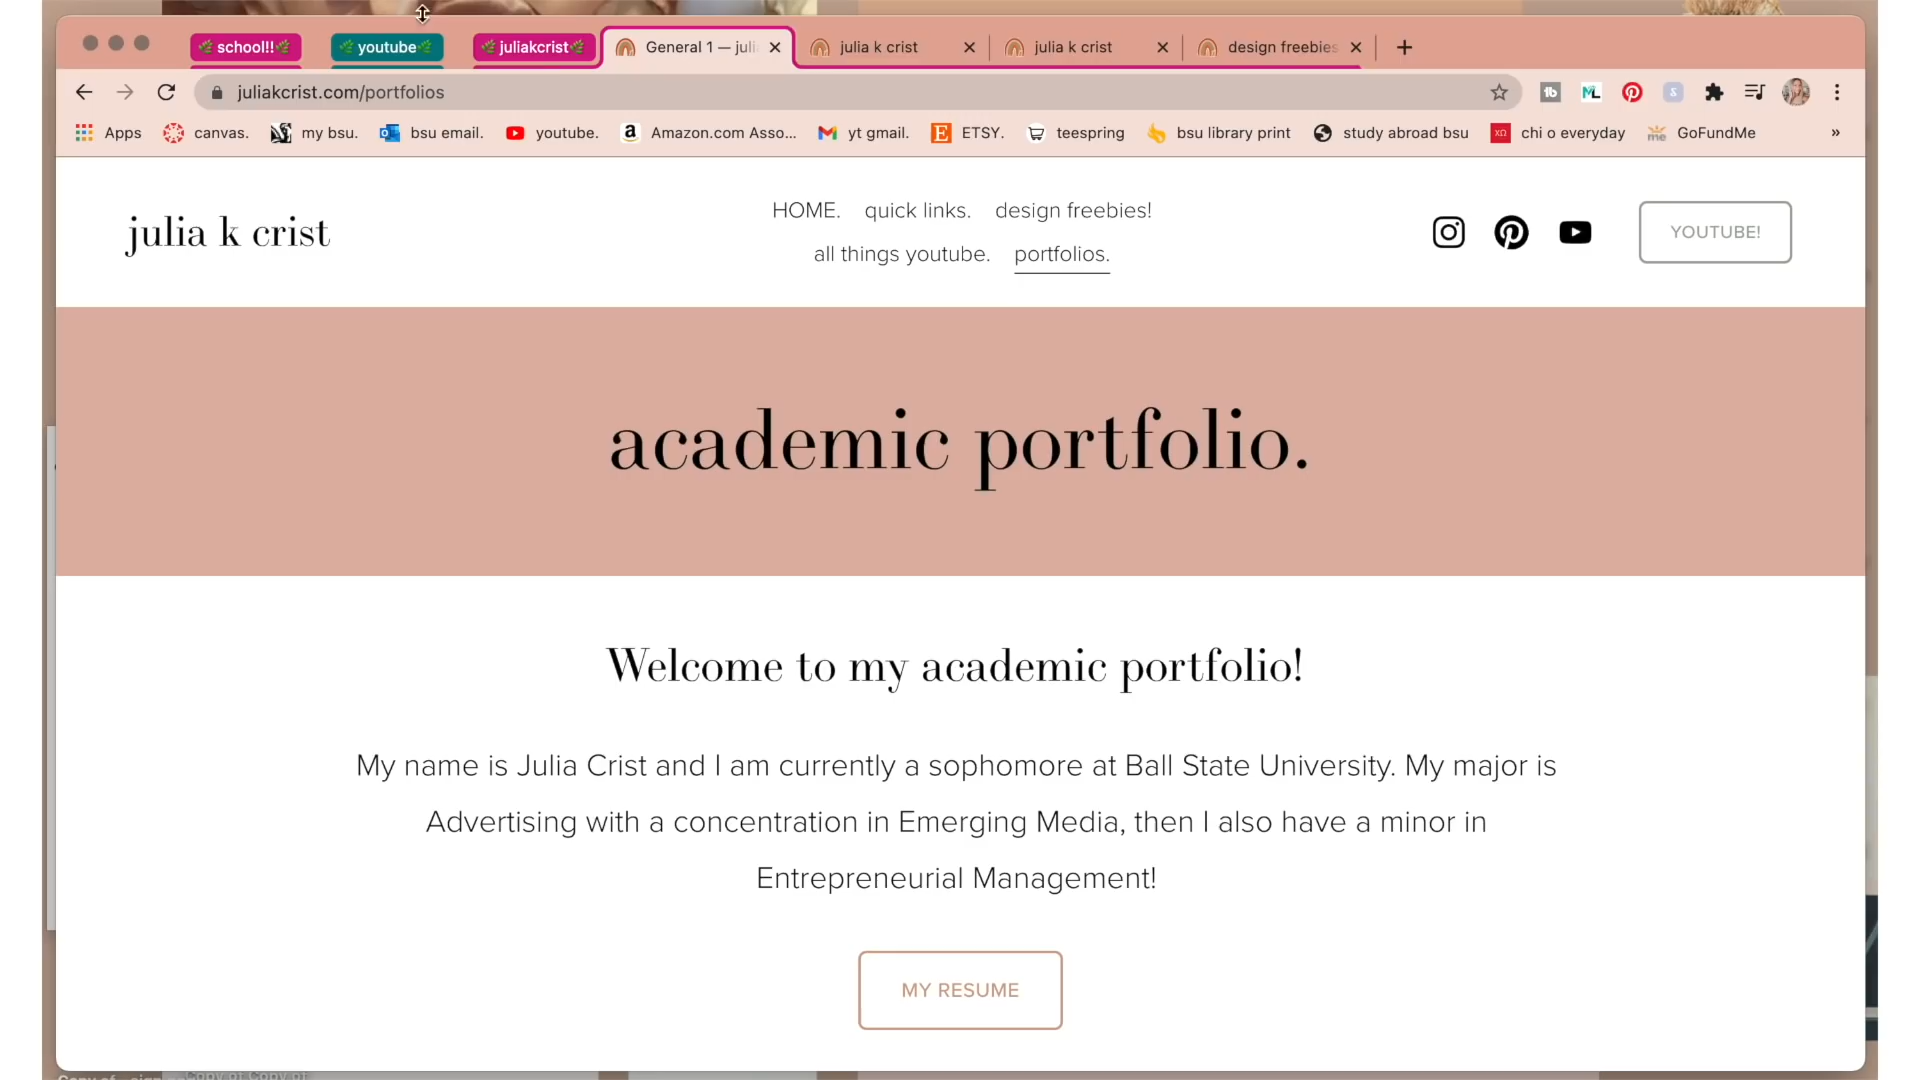 school!! youtube juliakcrist General 1 — juli julia k crist julia k crist design freebies
juliakcrist.com/portfolios
Apps canvas. my bsu. bsu email. youtube. Amazon.com Asso... yt gmail. ETSY. teespring bsu library print study abroad bsu chi o everyday GoFundMe »
julia k crist
HOME. quick links. design freebies!
all things youtube. portfolios.
YOUTUBE!
academic portfolio.
Welcome to my academic portfolio!
My name is Julia Crist and I am currently a sophomore at Ball State University. My major is
Advertising with a concentration in Emerging Media, then I also have a minor in
Entrepreneurial Management!
MY RESUME